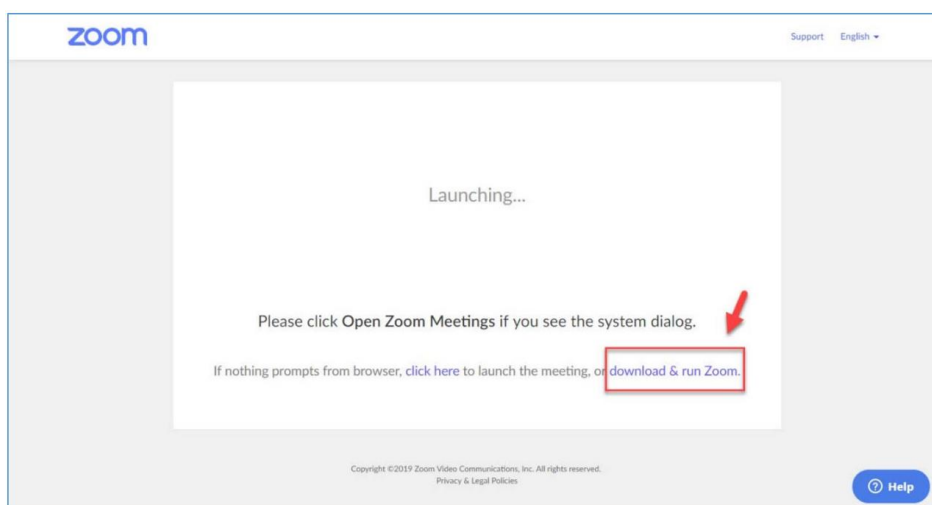 zoom
Support English
Launching...
Please click Open Zoom Meetings if you see the system dialog.
If nothing prompts from browser, click here to launch the meeting, or download & run Zoom.
Copyright ©2019 Zoom Video Communications, Inc. All rights reserved.
Privacy & Legal Policies
Help